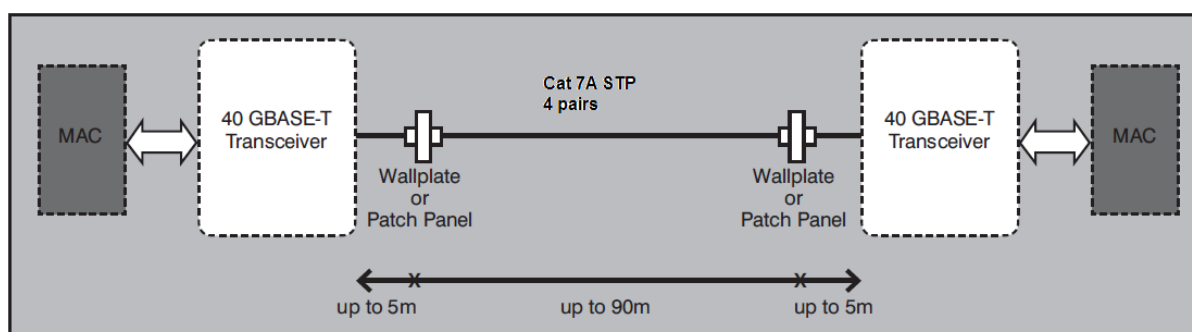 MAC
40 GBASE-T
Transceiver
Wallplate
or
Patch Panel
Cat 7A STP
4 pairs
Wallplate
or
Patch Panel
40 GBASE-T
Transceiver
MAC
up to 5m
up to 90m
up to 5m